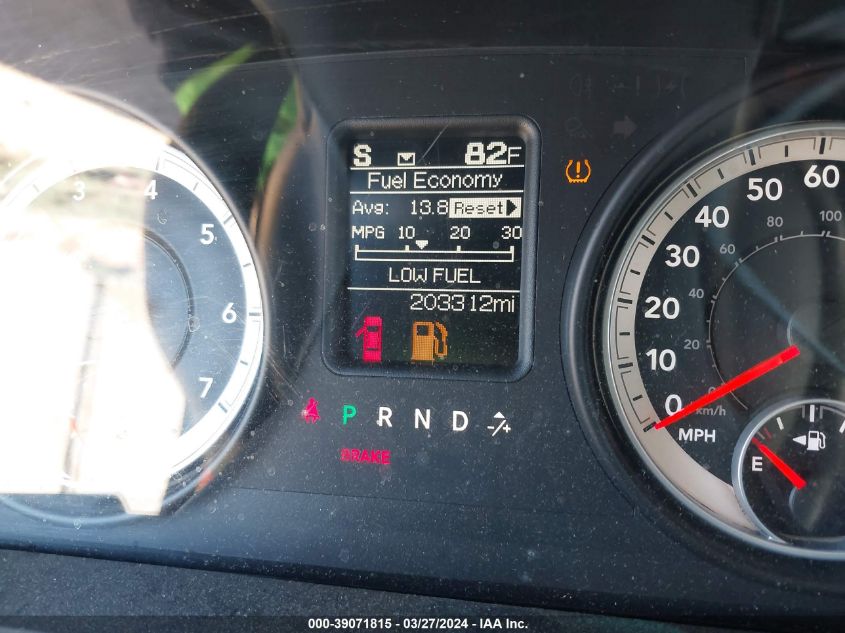 S 82F
Fuel Economy
Avg: 13.8 Reset
MPG 10 20 30
LOW FUEL
203312mi
P R N D -/+
BRAKE
3 4 5 6 7
0 10 20 30 40 50 60
0 20 40 60 80 100
km/h
MPH
E
000-39071815 - 03/27/2024 - IAA Inc.